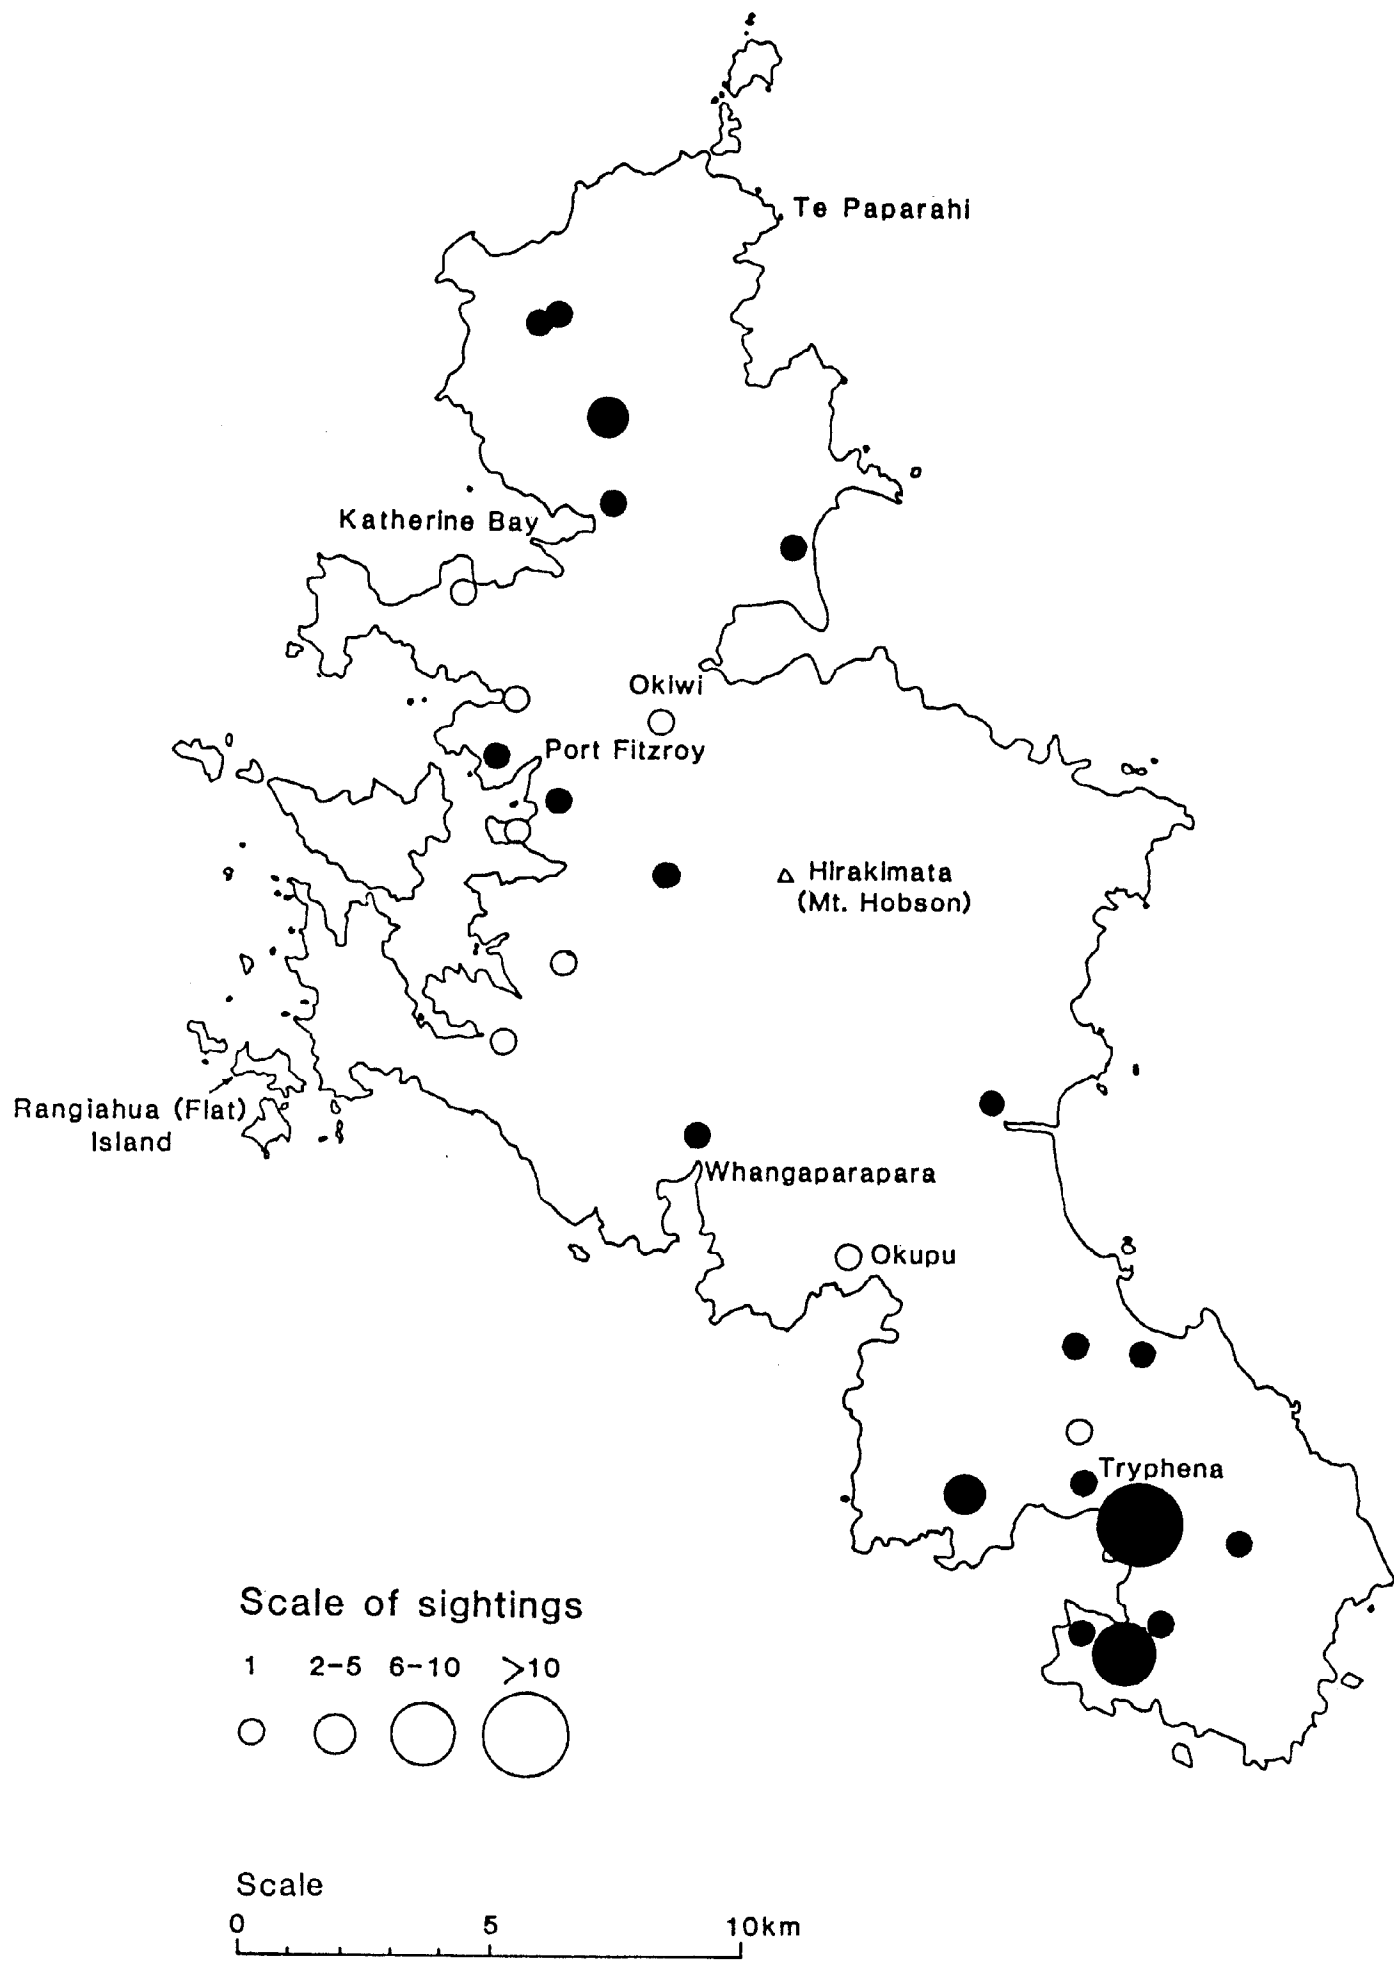 Te Paparahi
Katherine Bay
Okiwi
Port Fitzroy
Hirakimata
(Mt. Hobson)
Rangiahua (Flat)
Island
Whangaparapara
Okupu
Tryphena
Scale of sightings
1 2-5 6-10 >10
Scale
0 5 10km